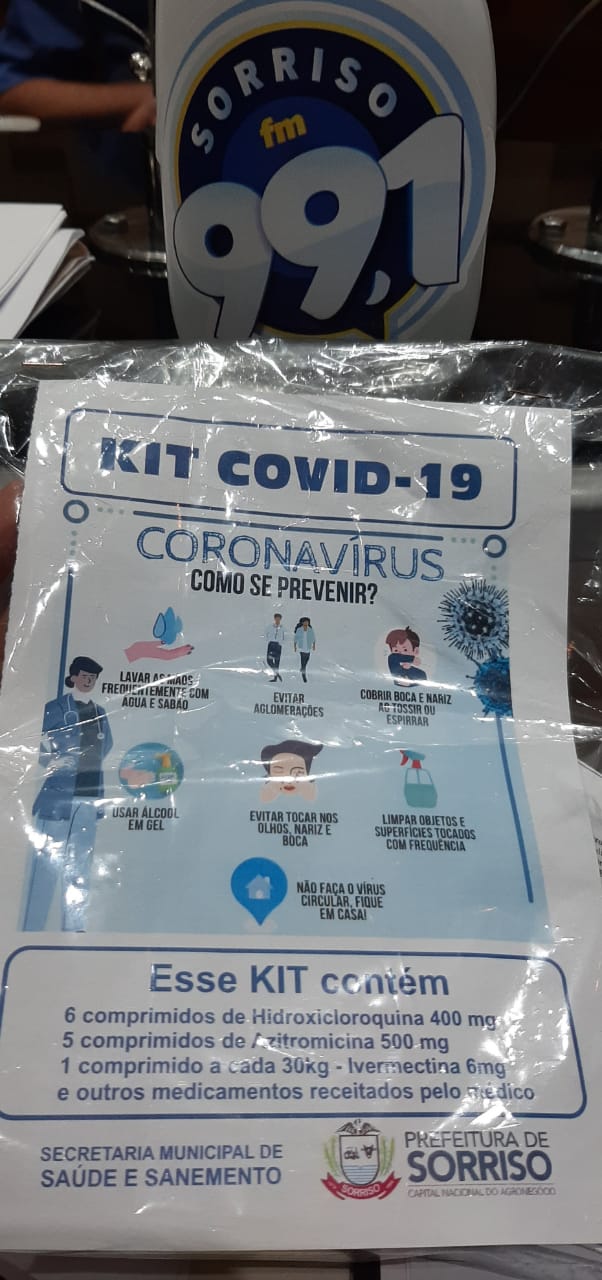 SORRISO
fm
99,1
KIT COVID-19
CORONAVÍRUS
COMO SE PREVENIR?
LAVAR AS MÃOS
FREQUENTEMENTE COM
ÁGUA E SABÃO
EVITAR
AGLOMERAÇÕES
COBRIR BOCA E NARIZ
AO TOSSIR OU
ESPIRRAR
USAR ÁLCOOL
EM GEL
EVITAR TOCAR NOS
OLHOS, NARIZ E
BOCA
LIMPAR OBJETOS E
SUPERFÍCIES TOCADOS
COM FREQUÊNCIA
NÃO FAÇA O VÍRUS
CIRCULAR, FIQUE
EM CASA!
Esse KIT contém
6 comprimidos de Hidroxicloroquina 400 mg
5 comprimidos de Azitromicina 500 mg
1 comprimido a cada 30kg - Ivermectina 6mg
e outros medicamentos receitados pelo médico
SECRETARIA MUNICIPAL DE
SAÚDE E SANEMENTO
SORRISO
PREFEITURA DE
SORRISO
CAPITAL NACIONAL DO AGRONEGÓCIO